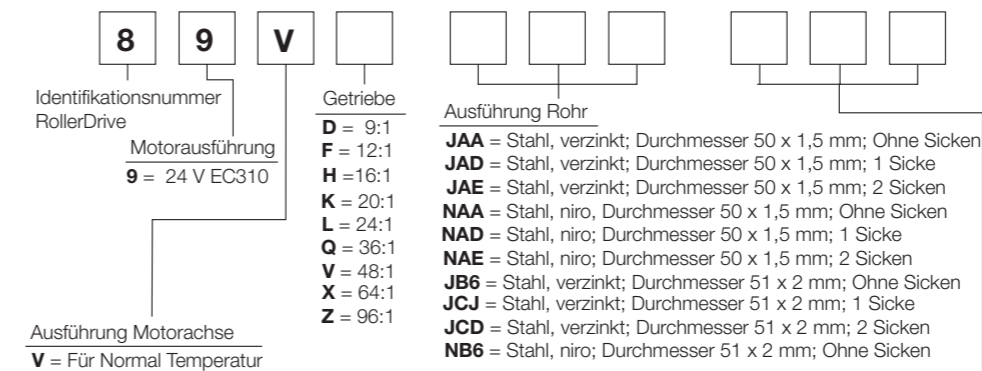 8 9 V
Identifikationsnummer
RollerDrive
Motorausführung
9 = 24 V EC310
Ausführung Motorachse
V = Für Normal Temperatur
Getriebe
D = 9:1
F = 12:1
H =16:1
K = 20:1
L = 24:1
Q = 36:1
V = 48:1
X = 64:1
Z = 96:1
Ausführung Rohr
JAA = Stahl, verzinkt; Durchmesser 50 x 1,5 mm; Ohne Sicken
JAD = Stahl, verzinkt; Durchmesser 50 x 1,5 mm; 1 Sicke
JAE = Stahl, verzinkt; Durchmesser 50 x 1,5 mm; 2 Sicken
NAA = Stahl, niro, Durchmesser 50 x 1,5 mm; Ohne Sicken
NAD = Stahl, niro; Durchmesser 50 x 1,5 mm; 1 Sicke
NAE = Stahl, niro; Durchmesser 50 x 1,5 mm; 2 Sicken
JB6 = Stahl, verzinkt; Durchmesser 51 x 2 mm; Ohne Sicken
JCJ = Stahl, verzinkt; Durchmesser 51 x 2 mm; 1 Sicke
JCD = Stahl, verzinkt; Durchmesser 51 x 2 mm; 2 Sicken
NB6 = Stahl, niro; Durchmesser 51 x 2 mm; Ohne Sicken